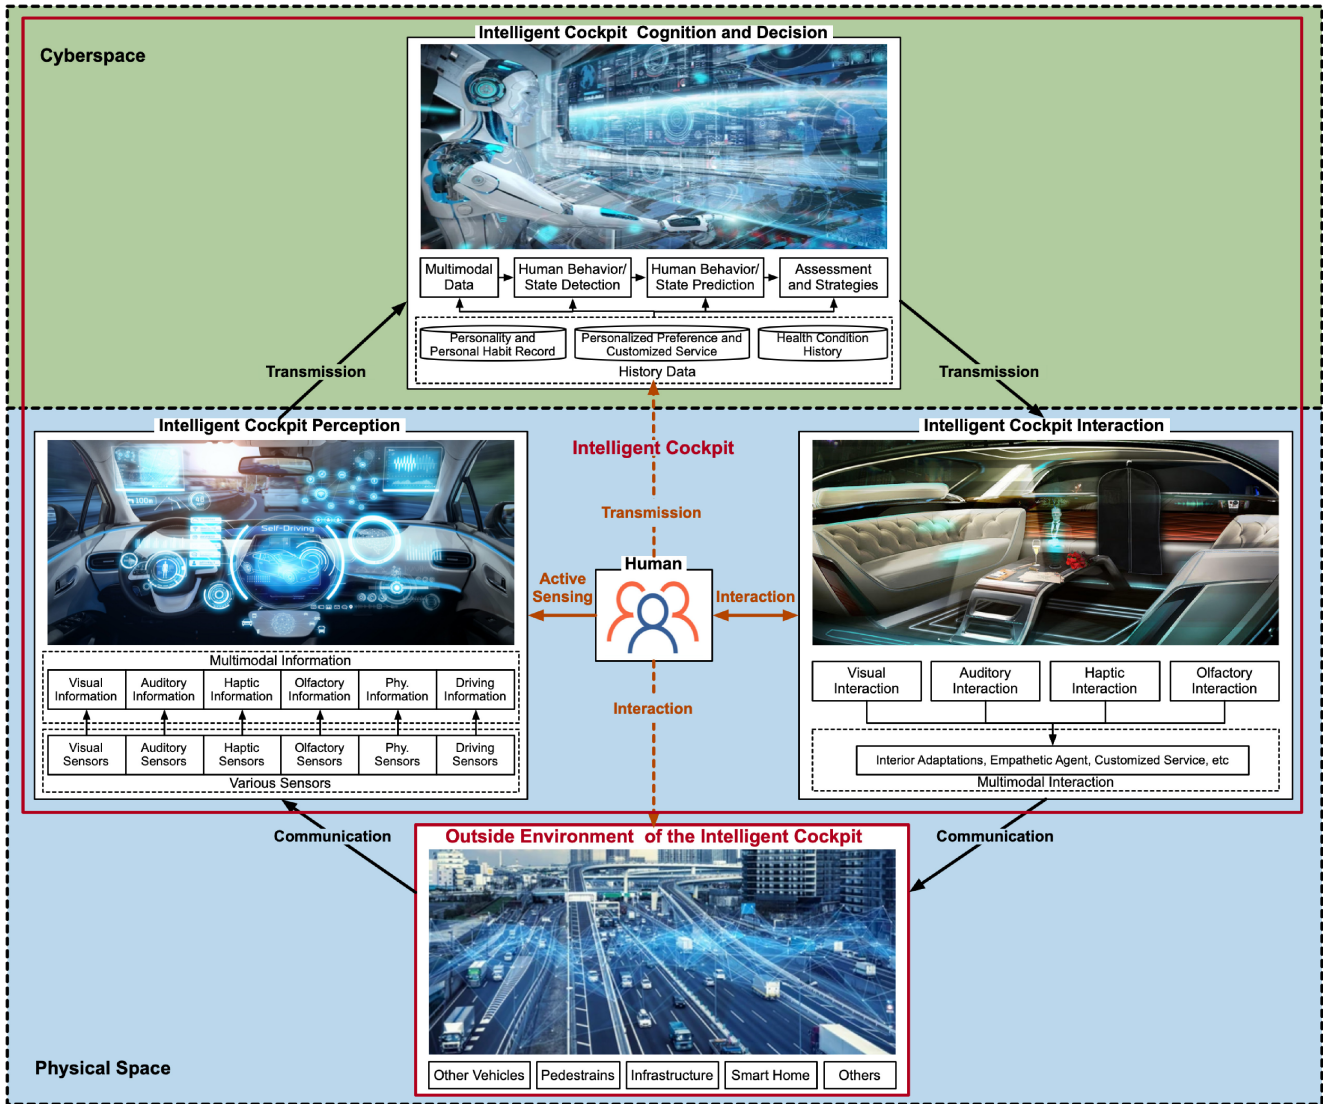 Intelligent Cockpit Cognition and Decision
Cyberspace
Multimodal
Data
Human Behavior/
State Detection
Human Behavior/
State Prediction
Assessment
and Strategies
Personality and
Personal Habit Record
Personalized Preference and
Customized Service
Health Condition
History
History Data
Transmission
Transmission
Intelligent Cockpit Perception
Intelligent Cockpit Interaction
Intelligent Cockpit
Self-Driving
Transmission
Human
Active
Sensing
Interaction
Interaction
Multimodal Information
Visual
Information
Auditory
Information
Haptic
Information
Olfactory
Information
Phy.
Information
Driving
Information
Visual
Sensors
Auditory
Sensors
Haptic
Sensors
Olfactory
Sensors
Phy.
Sensors
Driving
Sensors
Various Sensors
Visual
Interaction
Auditory
Interaction
Haptic
Interaction
Olfactory
Interaction
Interior Adaptations, Empathetic Agent, Customized Service, etc
Multimodal Interaction
Communication
Communication
Outside Environment of the Intelligent Cockpit
Other Vehicles
Pedestrains
Infrastructure
Smart Home
Others
Physical Space